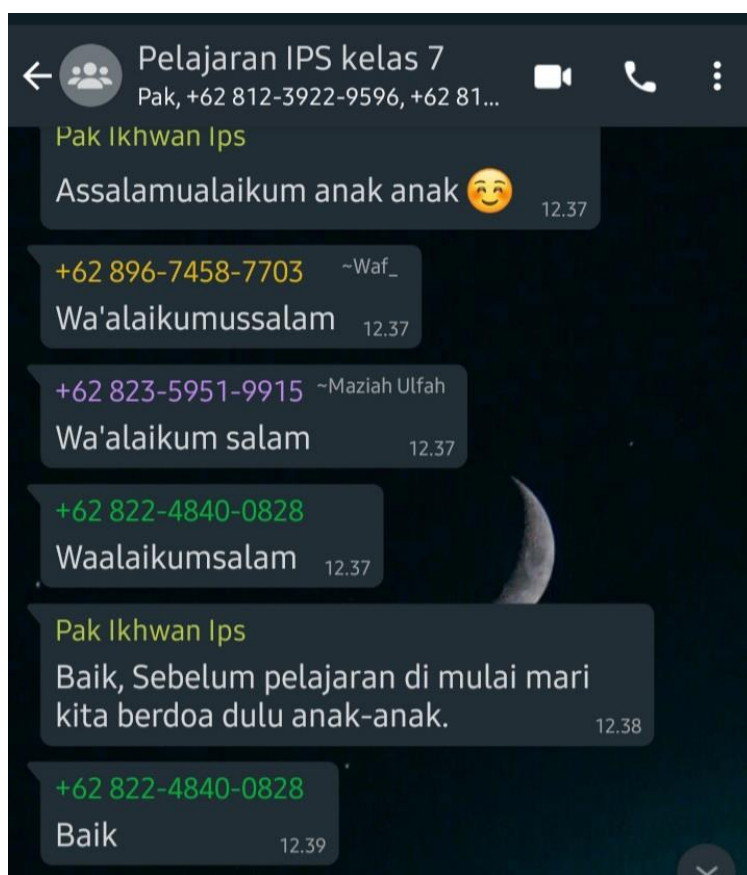 Pelajaran IPS kelas 7
Pak, +62 812-3922-9596, +62 81...
Pak Ikhwan Ips
Assalamualaikum anak anak ☺️ 12.37
+62 896-7458-7703 ~Waf_
Wa'alaikumussalam 12.37
+62 823-5951-9915 ~Maziah Ulfah
Wa'alaikum salam 12.37
+62 822-4840-0828
Waalaikumsalam 12.37
Pak Ikhwan Ips
Baik, Sebelum pelajaran di mulai mari
kita berdoa dulu anak-anak. 12.38
+62 822-4840-0828
Baik 12.39